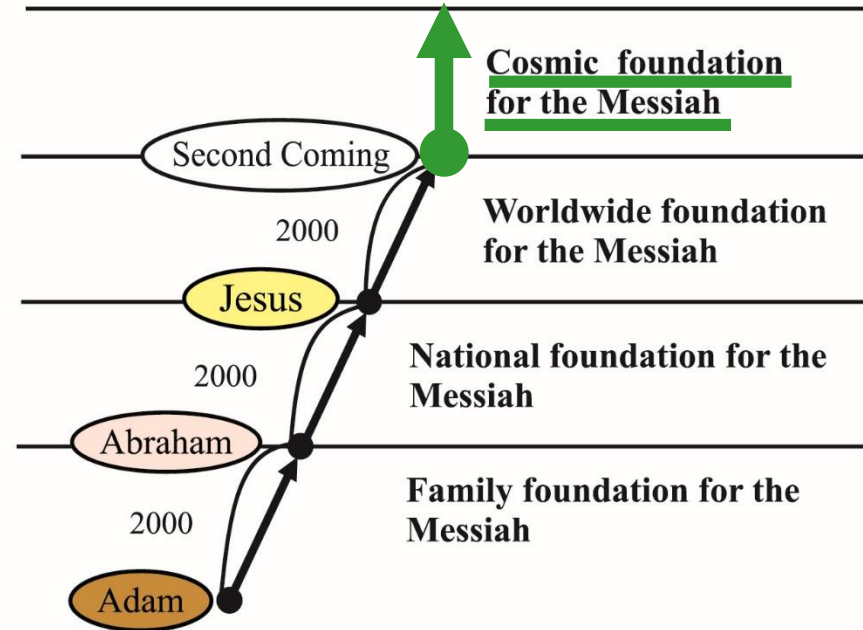 Cosmic foundation
for the Messiah
Second Coming
2000
Worldwide foundation
for the Messiah
Jesus
2000
National foundation for the
Messiah
Abraham
2000
Family foundation for the
Messiah
Adam